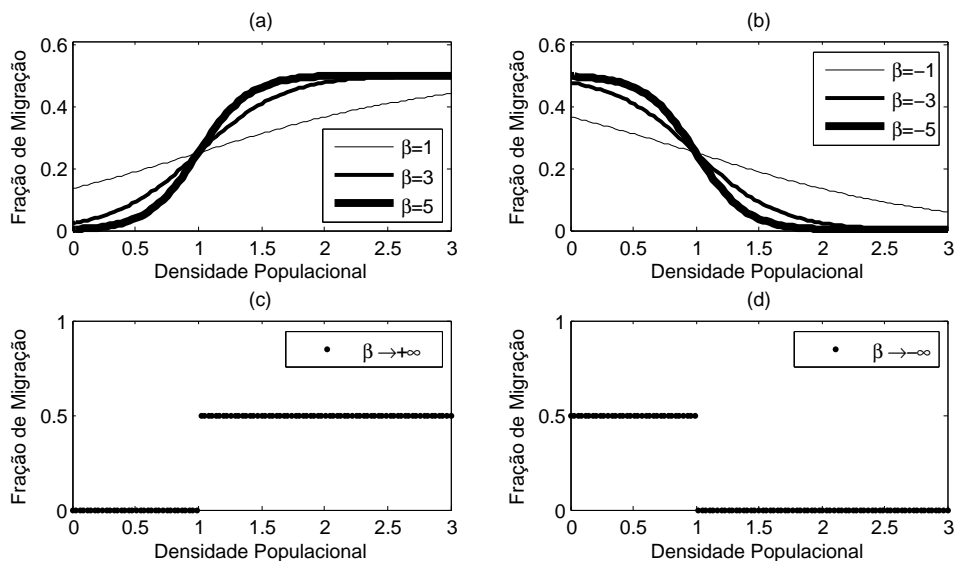 (a)
Fração de Migração
0.6
0.4
0.2
0
β=1
β=3
β=5
0 0.5 1 1.5 2 2.5 3
Densidade Populacional
(b)
Fração de Migração
0.6
0.4
0.2
0
β=−1
β=−3
β=−5
0 0.5 1 1.5 2 2.5 3
Densidade Populacional
(c)
Fração de Migração
1
0.5
0
β →+∞
0 0.5 1 1.5 2 2.5 3
Densidade Populacional
(d)
Fração de Migração
1
0.5
0
β →−∞
0 0.5 1 1.5 2 2.5 3
Densidade Populacional